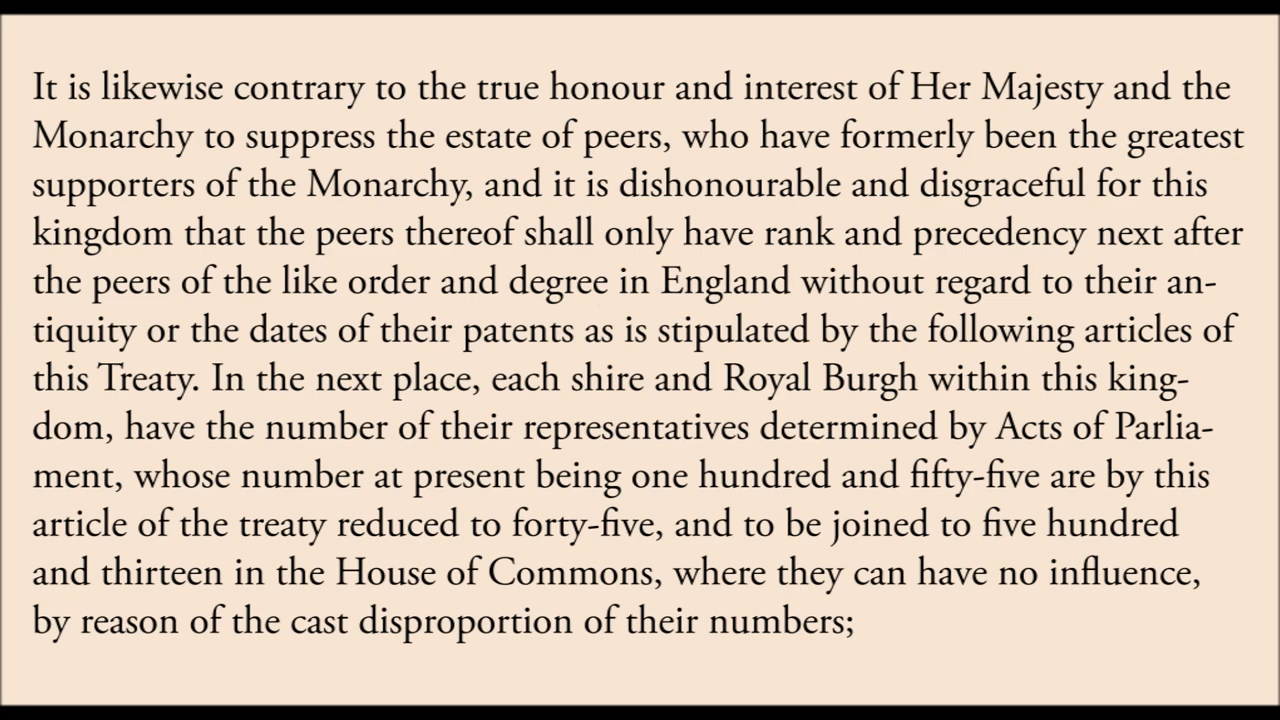 It is likewise contrary to the true honour and interest of Her Majesty and the
Monarchy to suppress the estate of peers, who have formerly been the greatest
supporters of the Monarchy, and it is dishonourable and disgraceful for this
kingdom that the peers thereof shall only have rank and precedency next after
the peers of the like order and degree in England without regard to their an-
tiquity or the dates of their patents as is stipulated by the following articles of
this Treaty. In the next place, each shire and Royal Burgh within this king-
dom, have the number of their representatives determined by Acts of Parlia-
ment, whose number at present being one hundred and fifty-five are by this
article of the treaty reduced to forty-five, and to be joined to five hundred
and thirteen in the House of Commons, where they can have no influence,
by reason of the cast disproportion of their numbers;